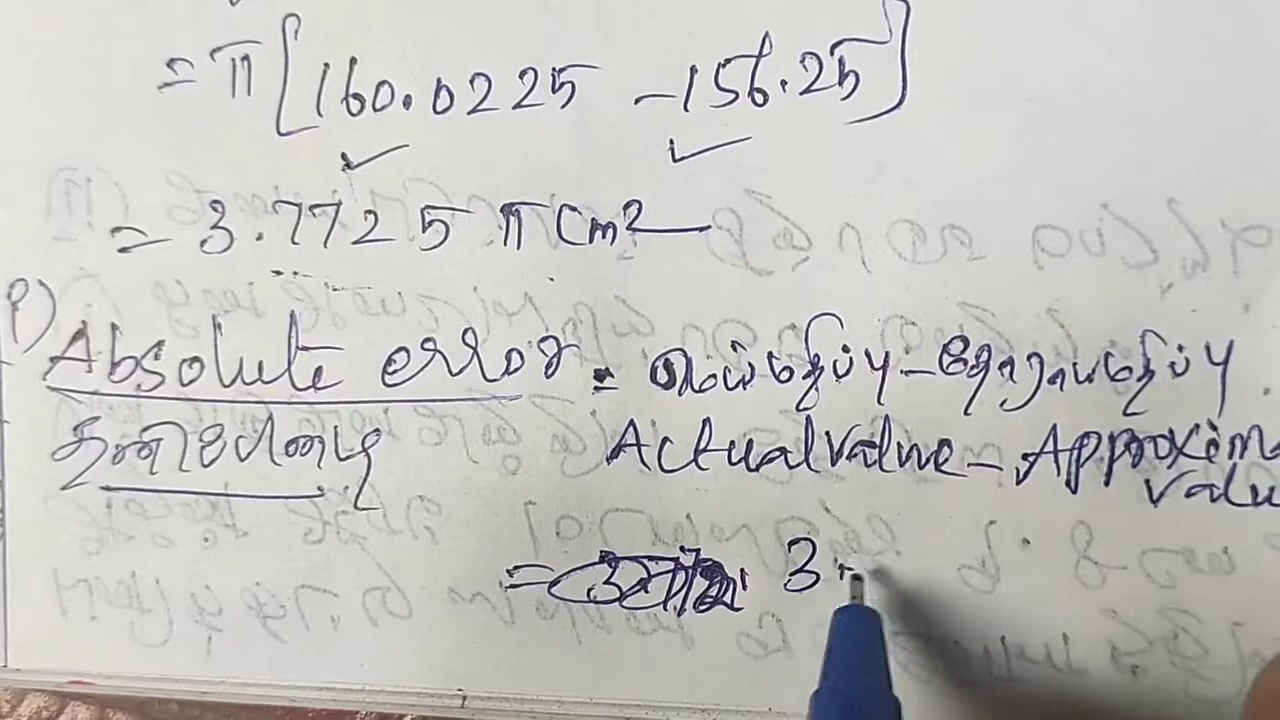 = π[160.0225 - 156.25]
= 3.7725 π cm²
i) Absolute error = மெய்மதிப்பு - தோராயமதிப்பு
தனிப்பிழை Actual value - Approxim
Valu
= 3.